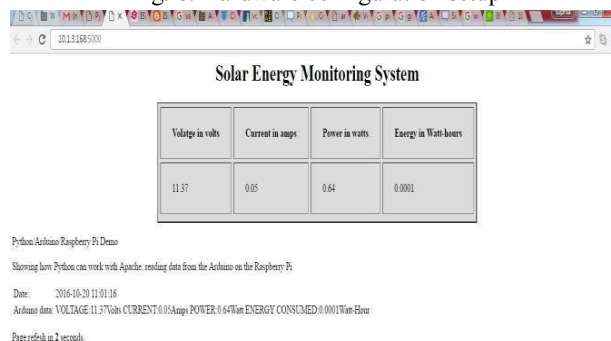 hardware configuration setup
10.1.3.168:5000
Solar Energy Monitoring System
Volatge in volts Current in amps Power in watts Energy in Watt-hours
11.37 0.05 0.64 0.0001
Python Arduino Raspberry Pi Demo
Showing how Python can work with Apache, reading data from the Arduino on the Raspberry Pi
Date: 2016-10-20 11:01:16
Arduino data: VOLTAGE:11.37Volts CURRENT:0.05Amps POWER:0.64Watt ENERGY CONSUMED:0.0001Watt-Hour
Page refesh in 2 seconds.